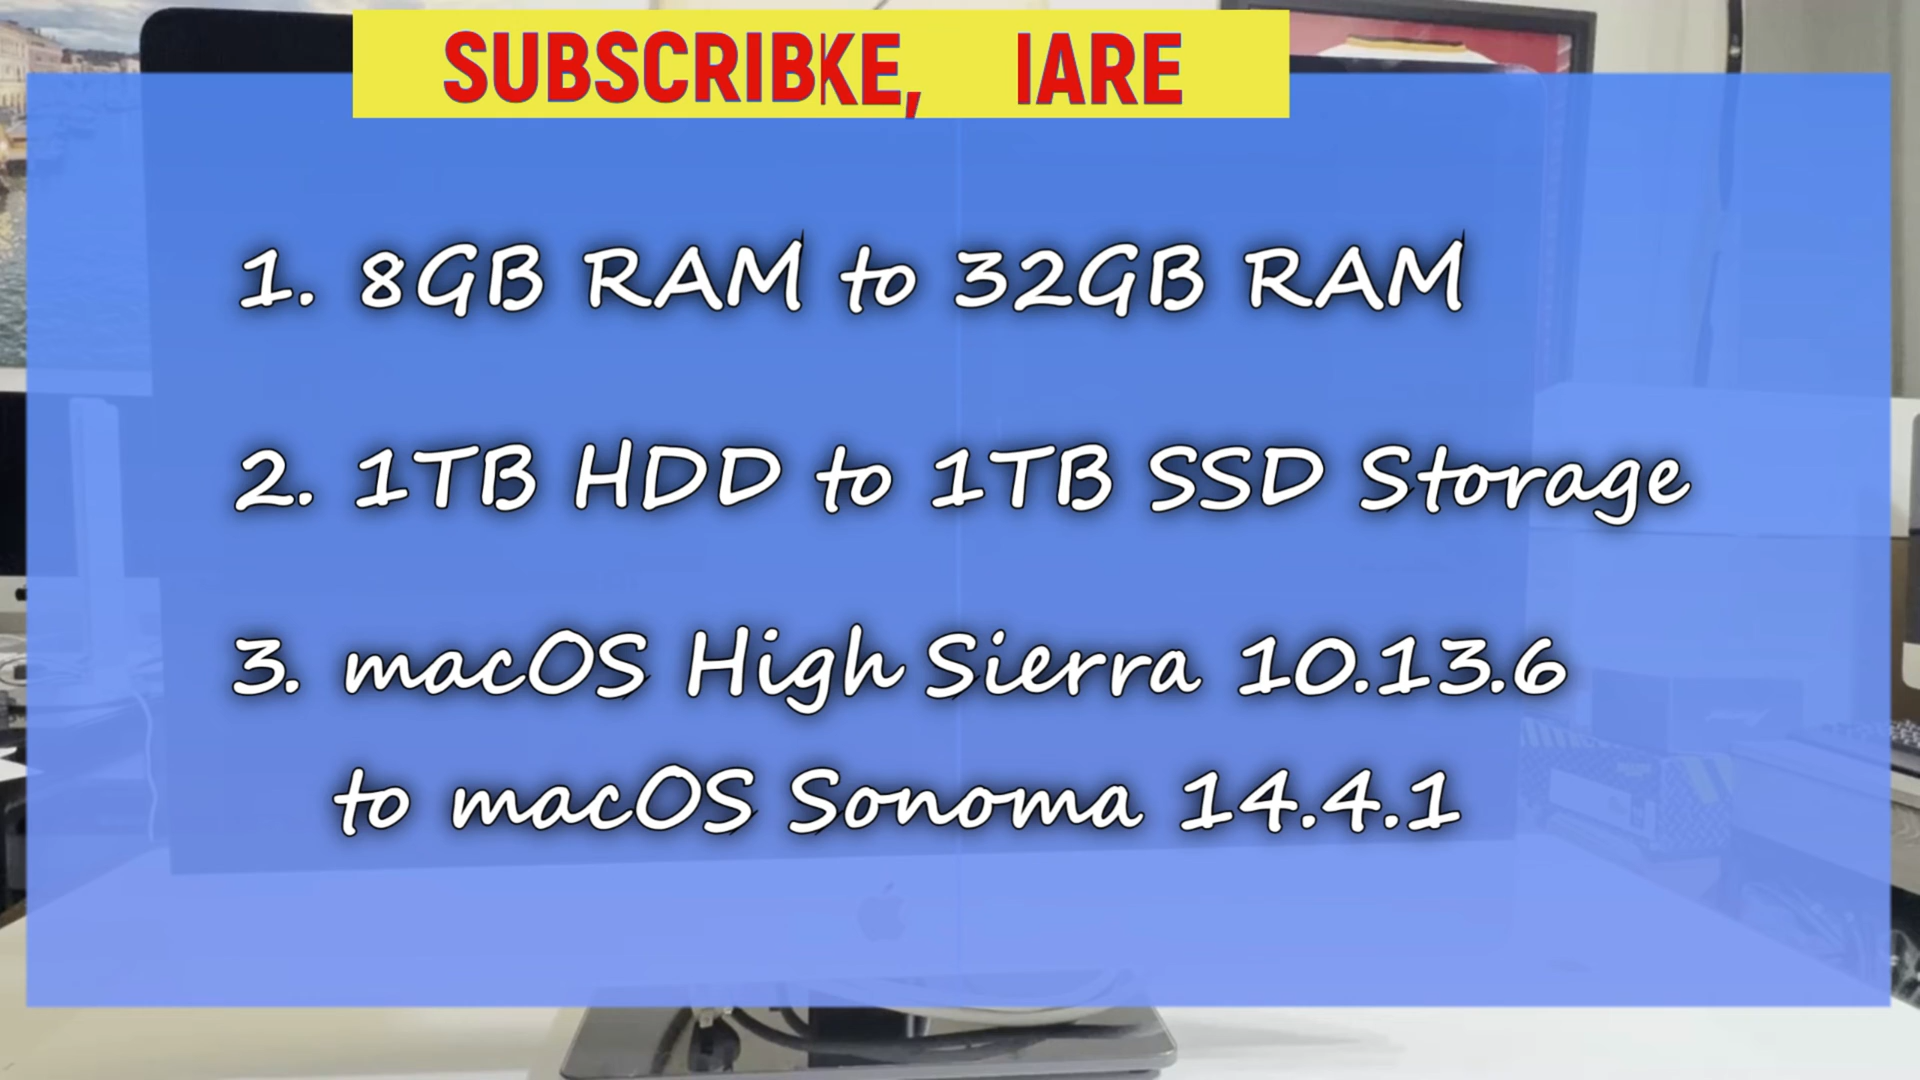 SUBSCRIBKE, IARE
1. 8GB RAM to 32GB RAM
2. 1TB HDD to 1TB SSD Storage
3. macOS High Sierra 10.13.6
to macOS Sonoma 14.4.1